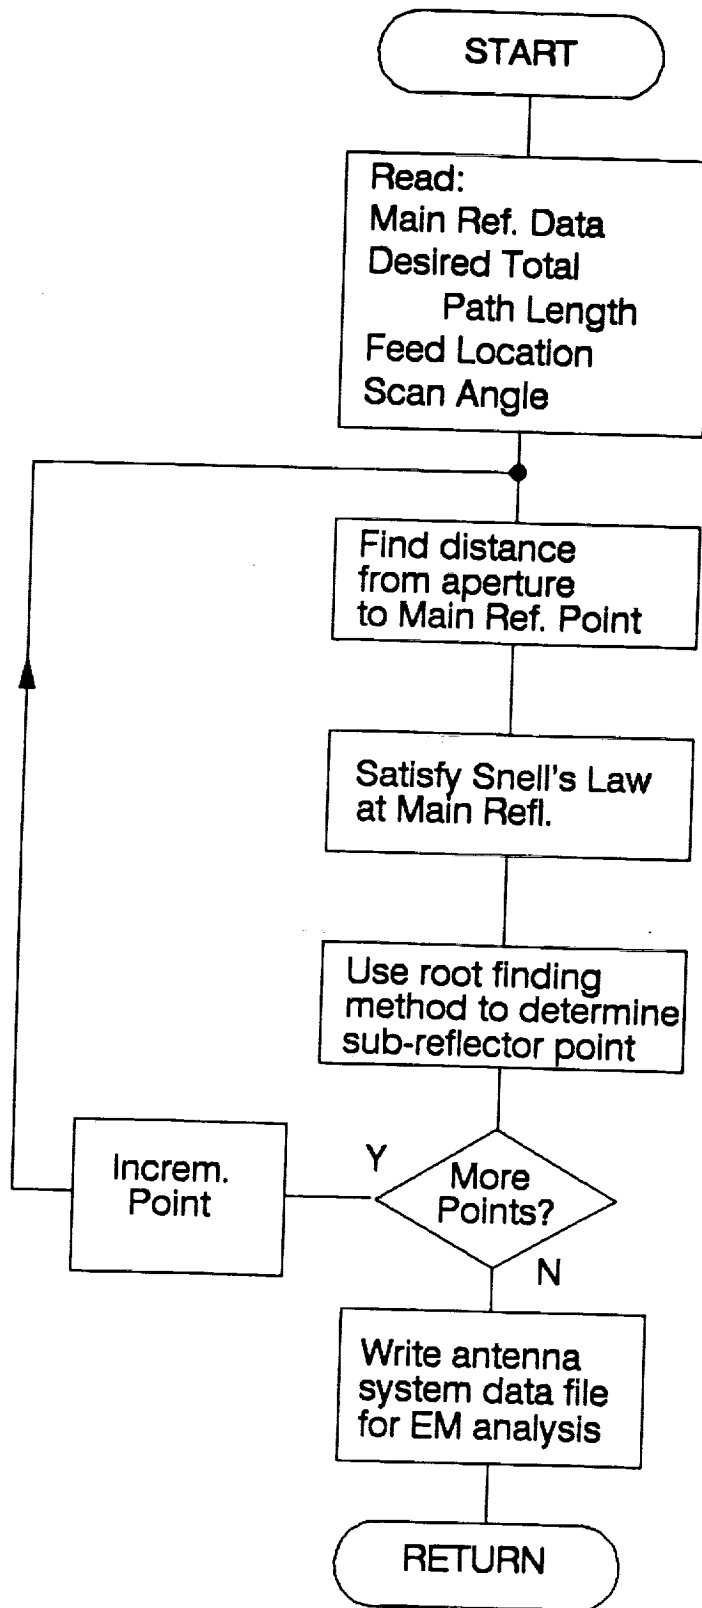 START
Read:
Main Ref. Data
Desired Total
Path Length
Feed Location
Scan Angle
Find distance
from aperture
to Main Ref. Point
Satisfy Snell's Law
at Main Refl.
Use root finding
method to determine
sub-reflector point
More
Points?
Y
Increm.
Point
N
Write antenna
system data file
for EM analysis
RETURN